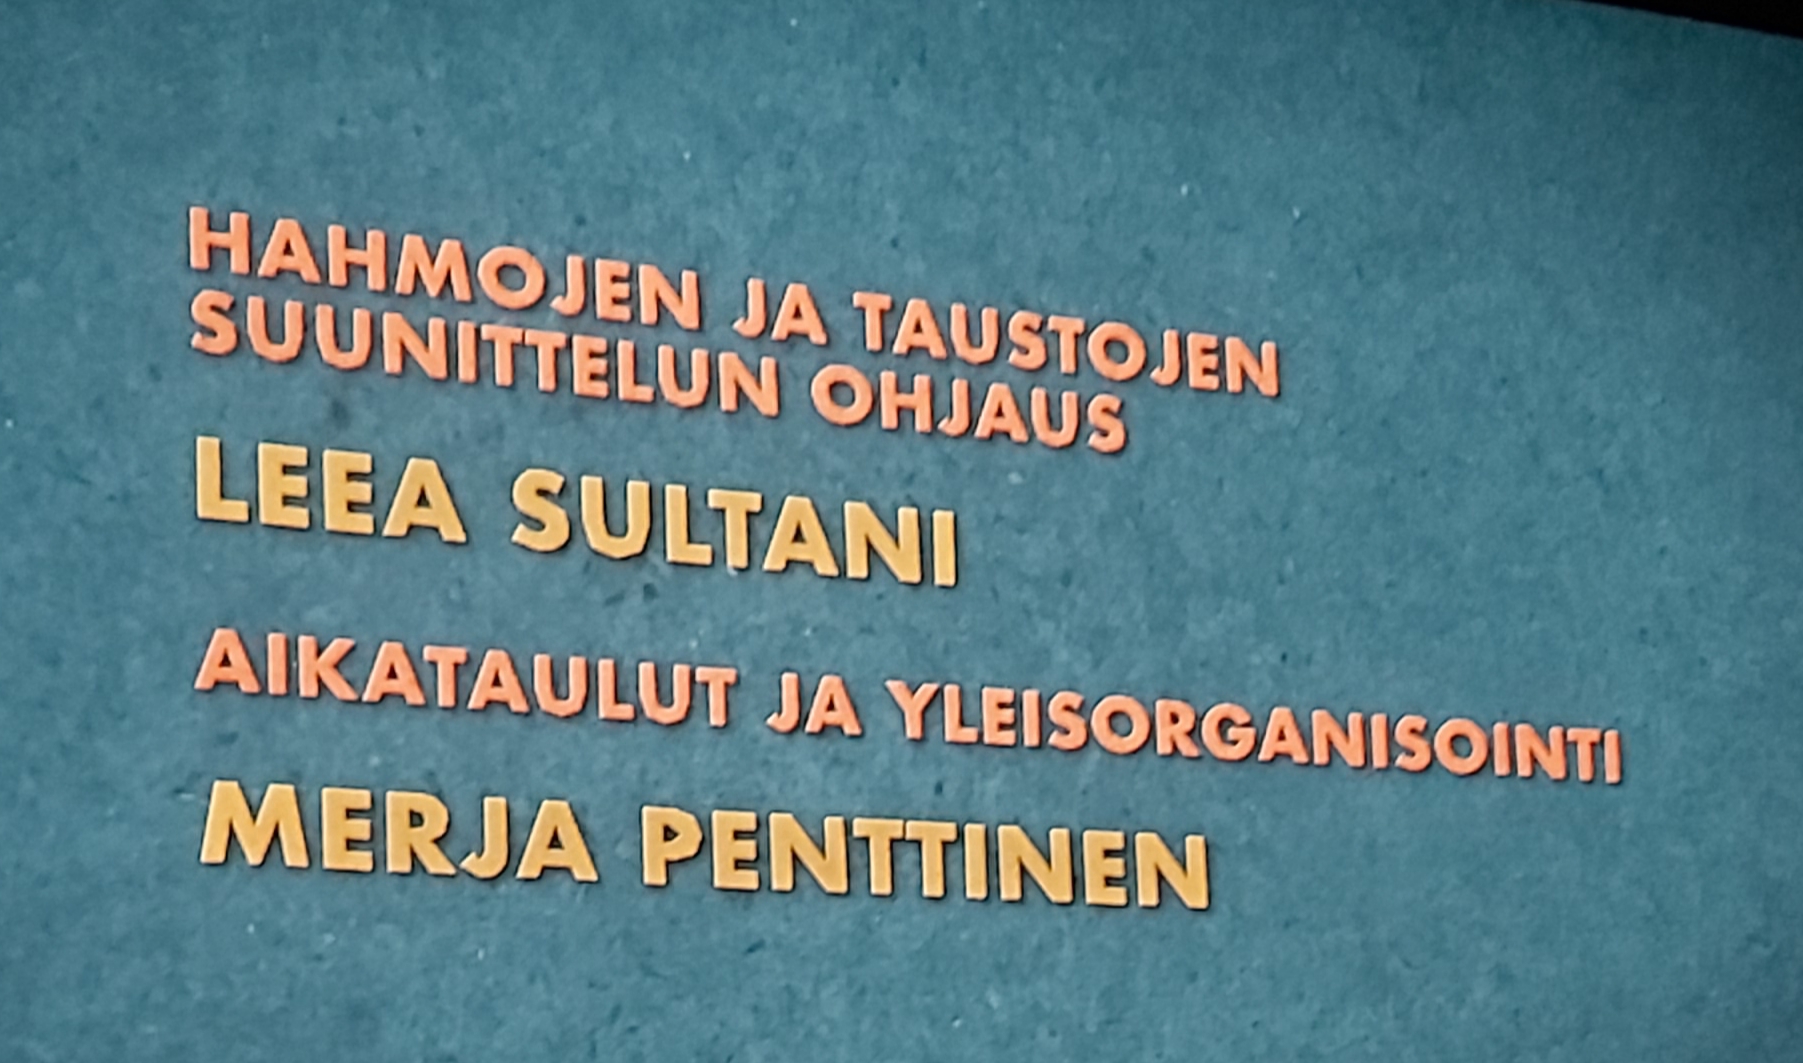 HAHMOJEN JA TAUSTOJEN
SUUNITTELUN OHJAUS
LEEA SULTANI
AIKATAULUT JA YLEISORGANISOINTI
MERJA PENTTINEN